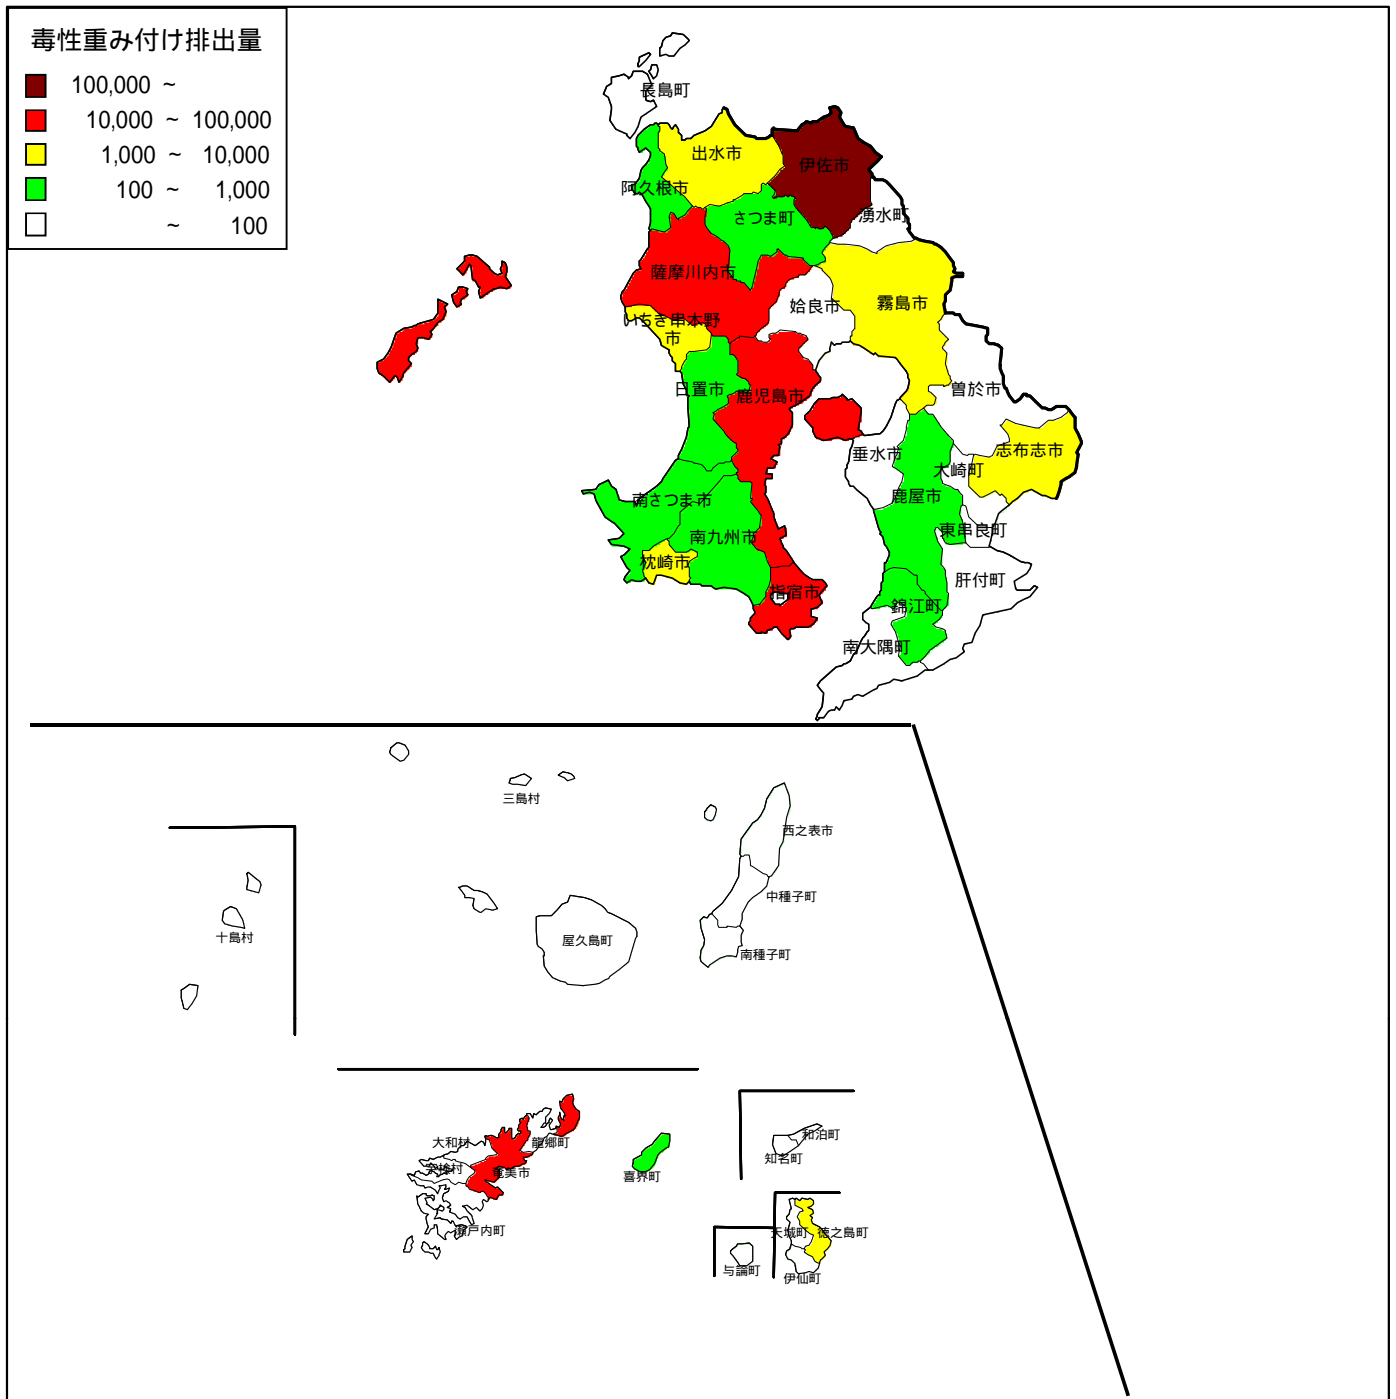 毒性重み付け排出量
100,000 ~
10,000 ~ 100,000
1,000 ~ 10,000
100 ~ 1,000
~ 100
長島町
出水市
伊佐市
阿久根市
さつま町
湧水町
薩摩川内市
姶良市
霧島市
いちき串木野
市
日置市
鹿児島市
曽於市
垂水市
志布志市
大崎町
鹿屋市
南さつま市
南九州市
東串良町
枕崎市
指宿市
肝付町
錦江町
南大隅町
三島村
西之表市
中種子町
十島村
屋久島町
南種子町
大和村
龍郷町
宇検村
奄美市
喜界町
瀬戸内町
和泊町
知名町
天城町
徳之島町
与論町
伊仙町